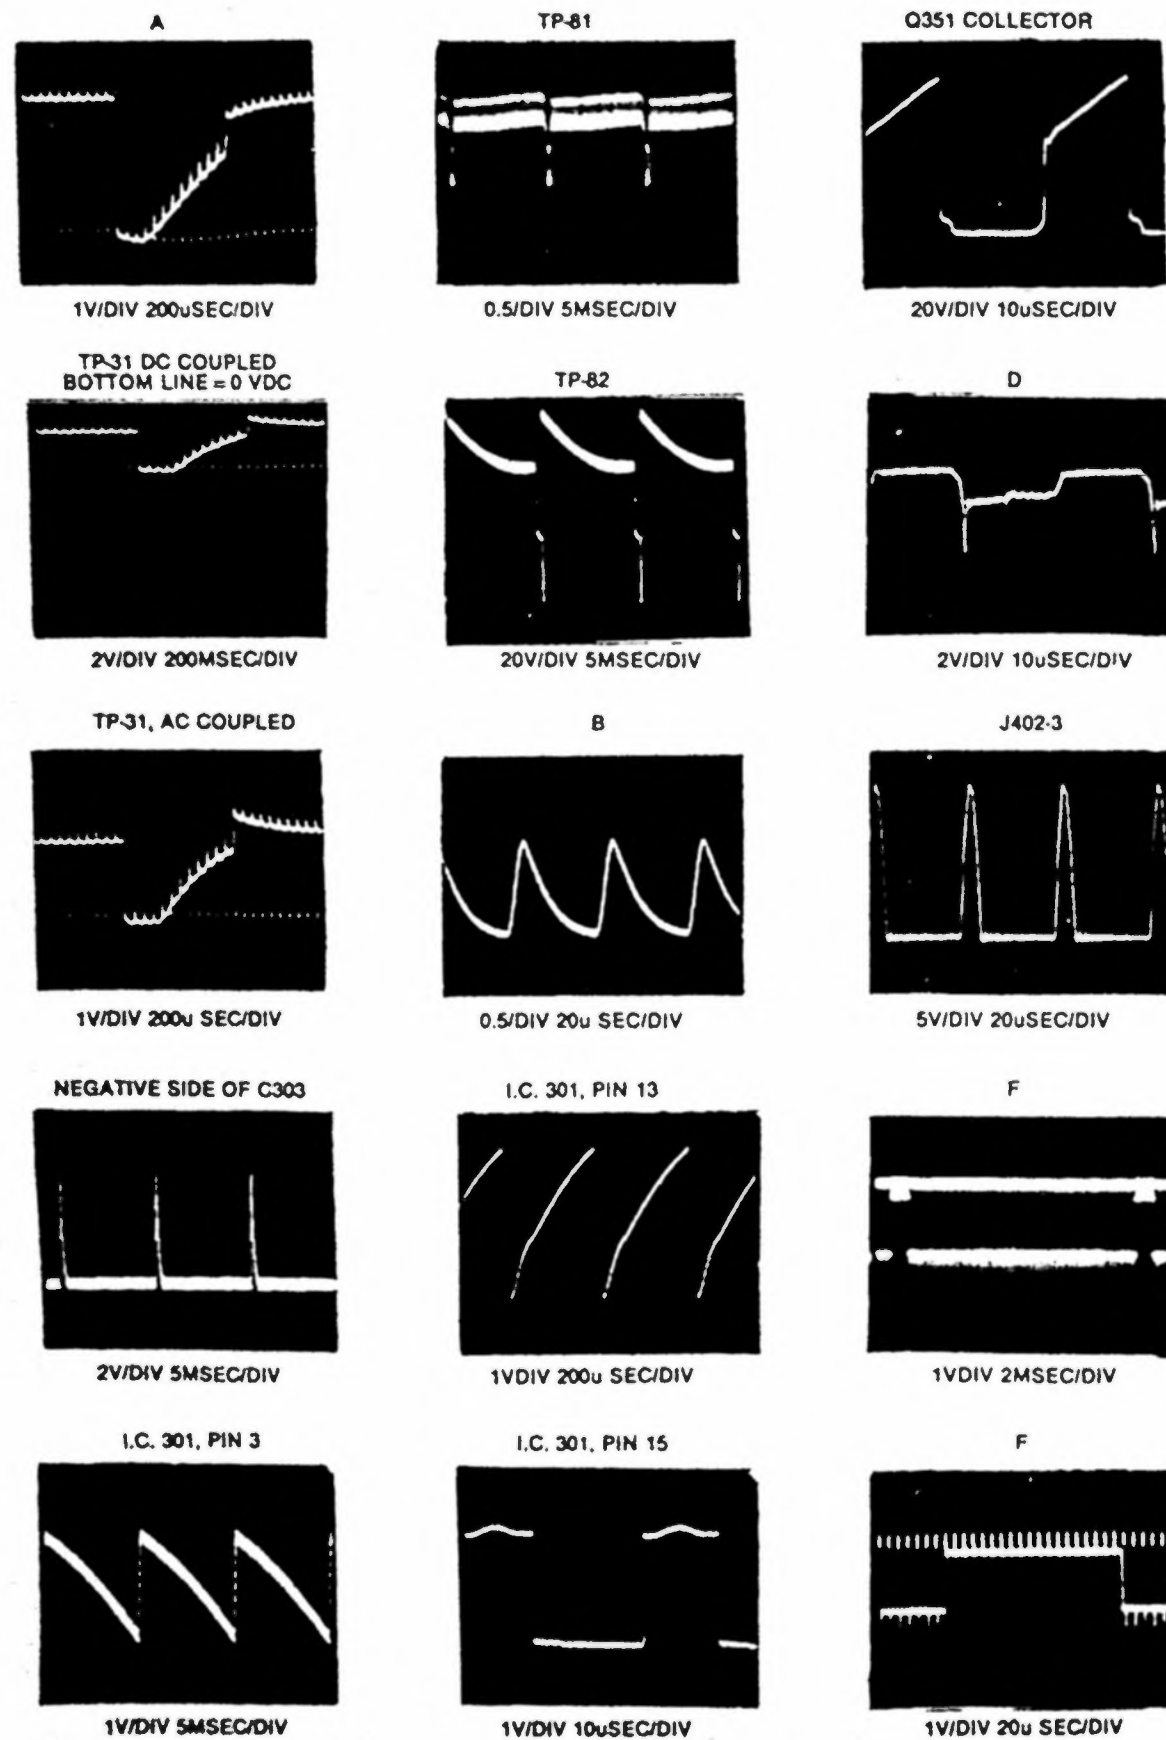 A
TP-81
Q351 COLLECTOR
1V/DIV 200uSEC/DIV
0.5/DIV 5MSEC/DIV
20V/DIV 10uSEC/DIV
TP-31 DC COUPLED
BOTTOM LINE = 0 VDC
TP-82
D
2V/DIV 200MSEC/DIV
20V/DIV 5MSEC/DIV
2V/DIV 10uSEC/DIV
TP-31, AC COUPLED
B
J402-3
1V/DIV 200u SEC/DIV
0.5/DIV 20u SEC/DIV
5V/DIV 20uSEC/DIV
NEGATIVE SIDE OF C303
I.C. 301, PIN 13
F
2V/DIV 5MSEC/DIV
1VDIV 200u SEC/DIV
1VDIV 2MSEC/DIV
I.C. 301, PIN 3
I.C. 301, PIN 15
F
1V/DIV 5MSEC/DIV
1V/DIV 10uSEC/DIV
1V/DIV 20u SEC/DIV